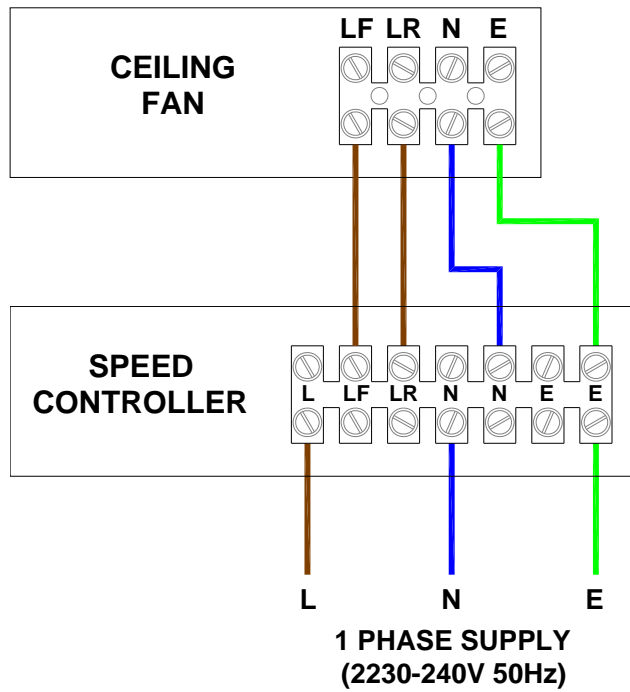 LF LR N E
CEILING
FAN
SPEED
CONTROLLER
L LF LR N N E E
L N E
1 PHASE SUPPLY
(2230-240V 50Hz)